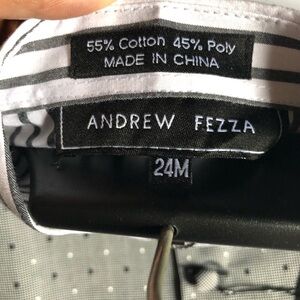 55% Cotton 45% Poly
MADE IN CHINA
ANDREW FEZZA
24M